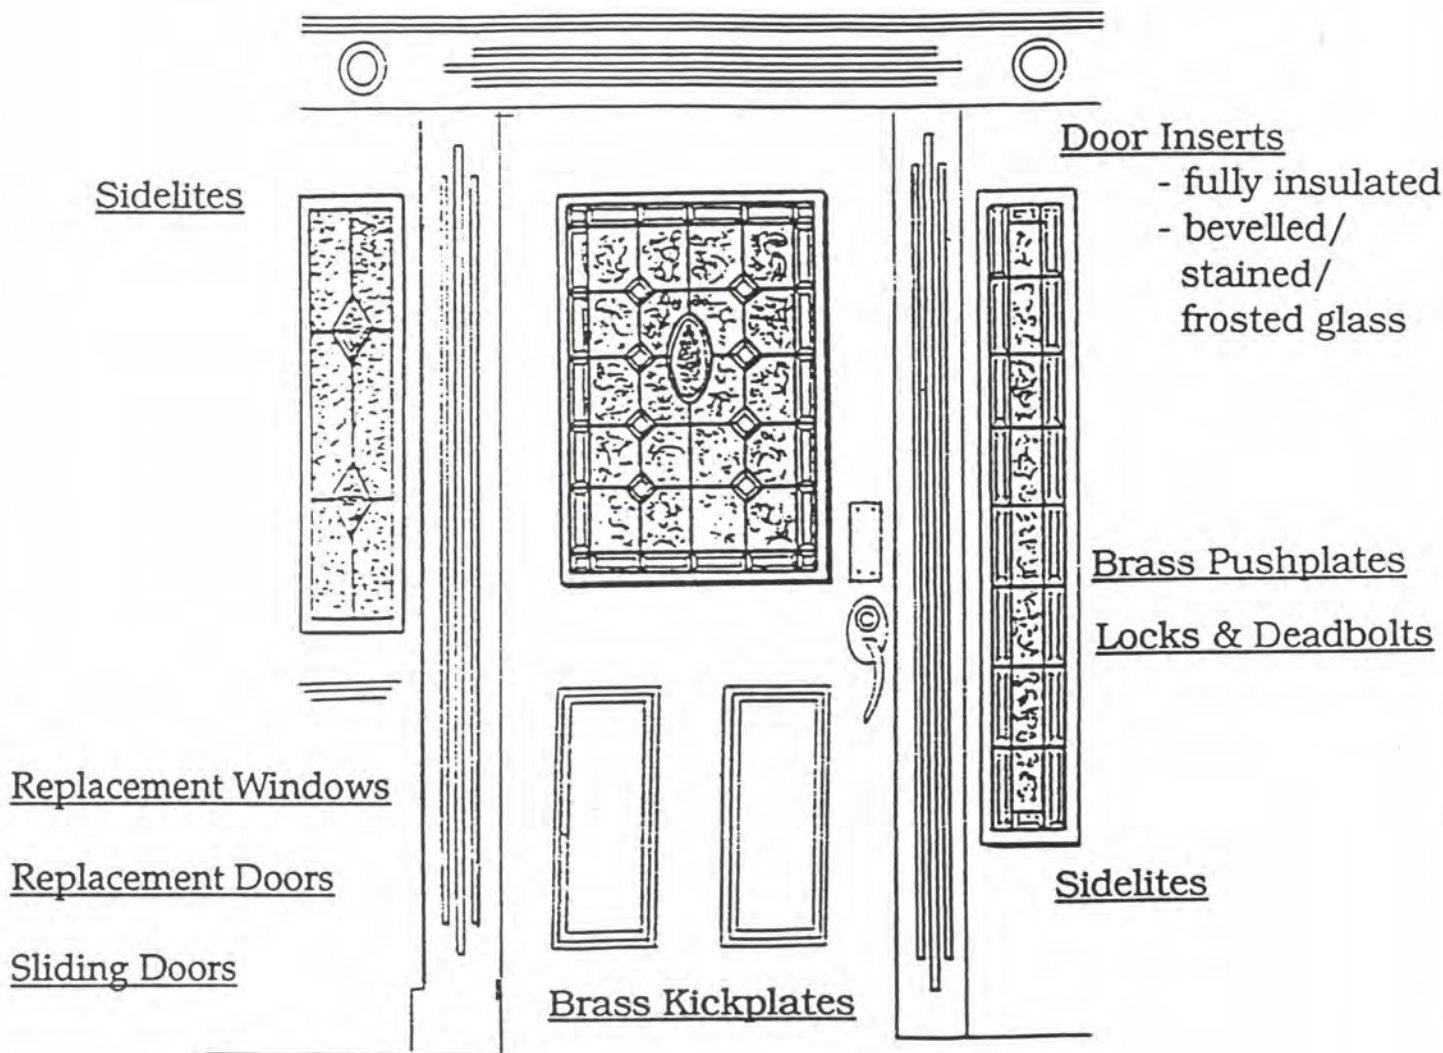 Sidelites
Door Inserts
- fully insulated
- bevelled/
stained/
frosted glass
Brass Pushplates
Locks & Deadbolts
Replacement Windows
Replacement Doors
Sliding Doors
Sidelites
Brass Kickplates